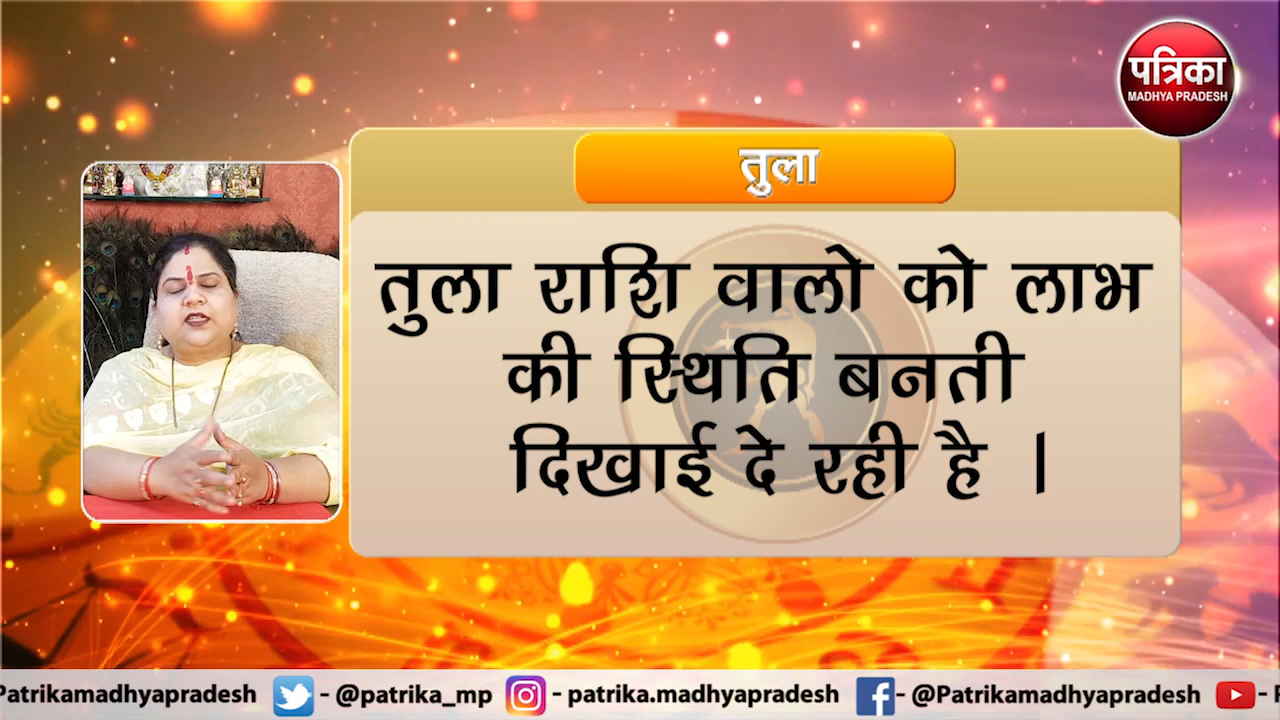 पत्रिका
MADHYA PRADESH
तुला
तुला राशि वालो को लाभ
की स्थिति बनती
दिखाई दे रही है ।
Patrikamadhyapradesh - @patrika_mp - patrika.madhyapradesh - @Patrikamadhyapradesh -